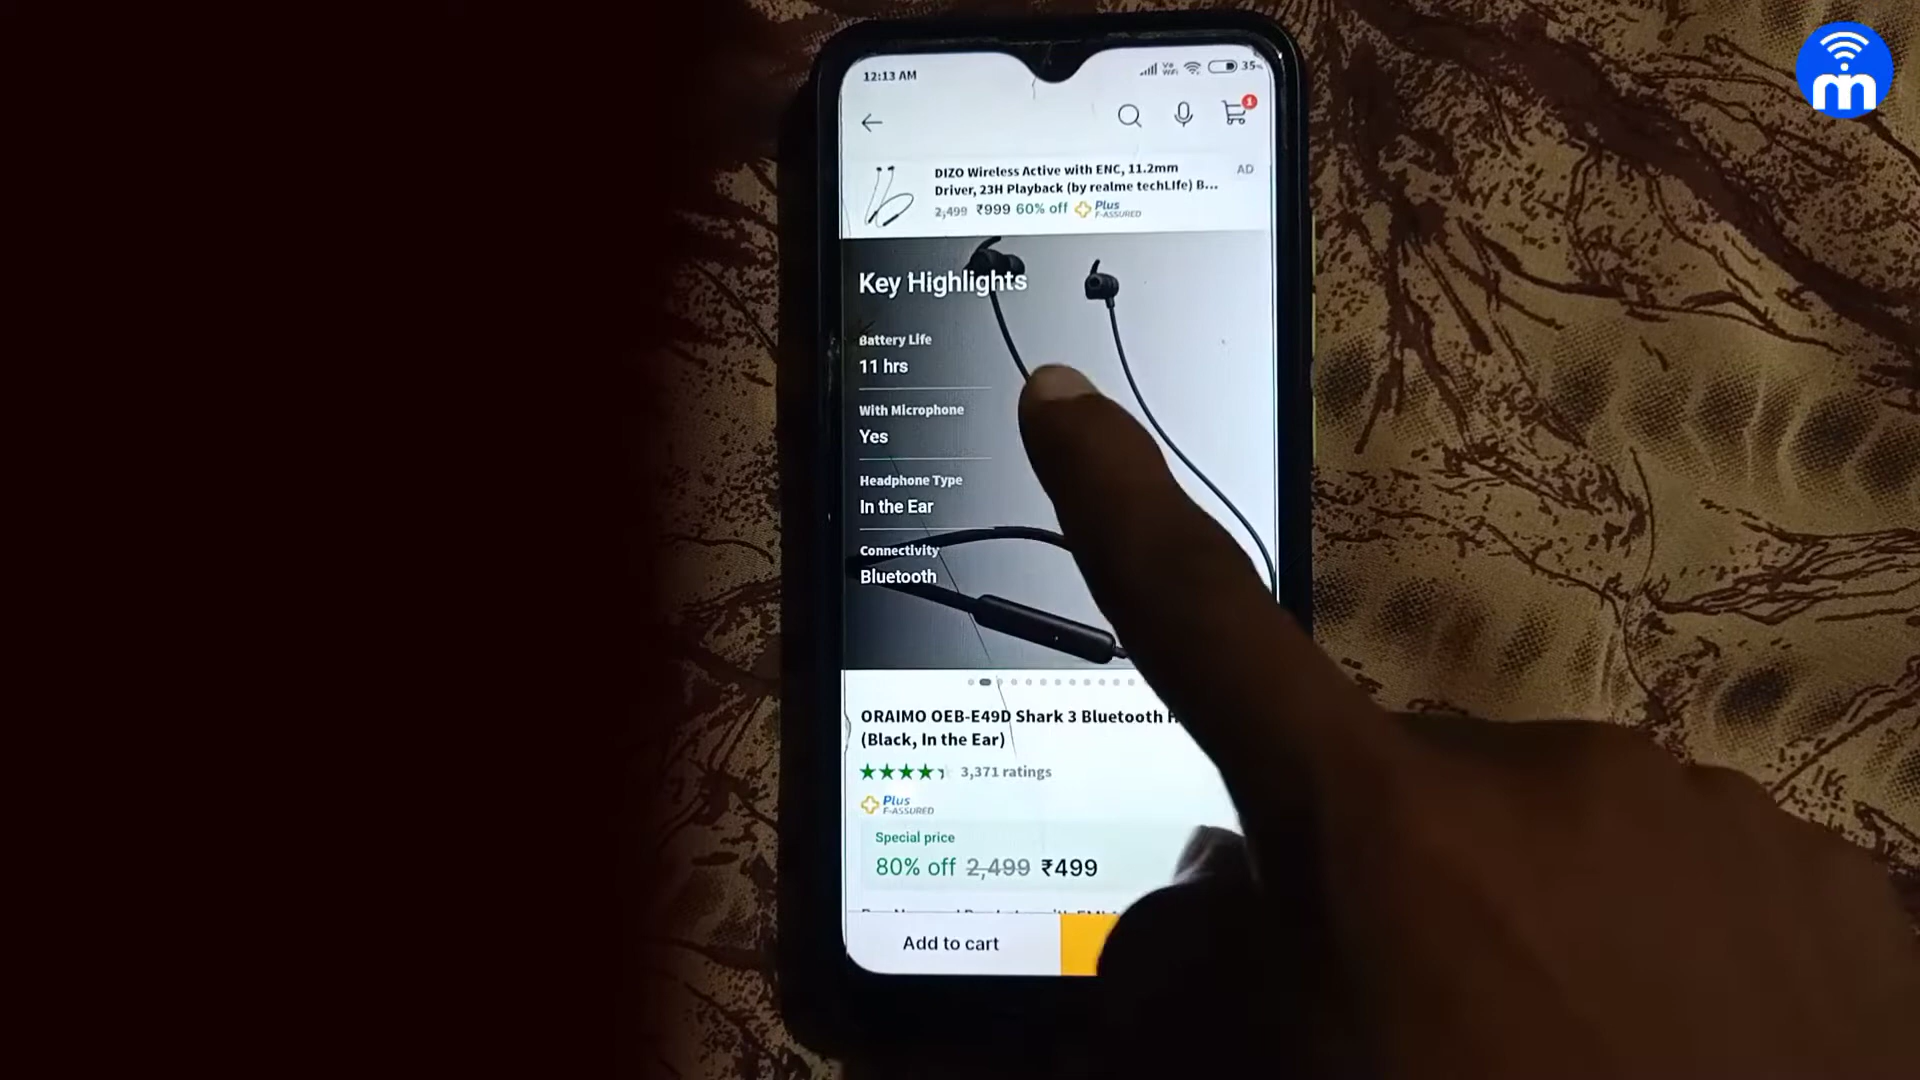 12:13 AM
Vo
WiFi
35
1
DIZO Wireless Active with ENC, 11.2mm
AD
Driver, 23H Playback (by realme techLIfe) B...
2,499 ₹999 60% off Plus
F-ASSURED
Key Highlights
Battery Life
11 hrs
With Microphone
Yes
Headphone Type
In the Ear
Connectivity
Bluetooth
ORAIMO OEB-E49D Shark 3 Bluetooth
(Black, In the Ear)
3,371 ratings
Plus
F-ASSURED
Special price
80% off 2,499 ₹499
Add to cart
m